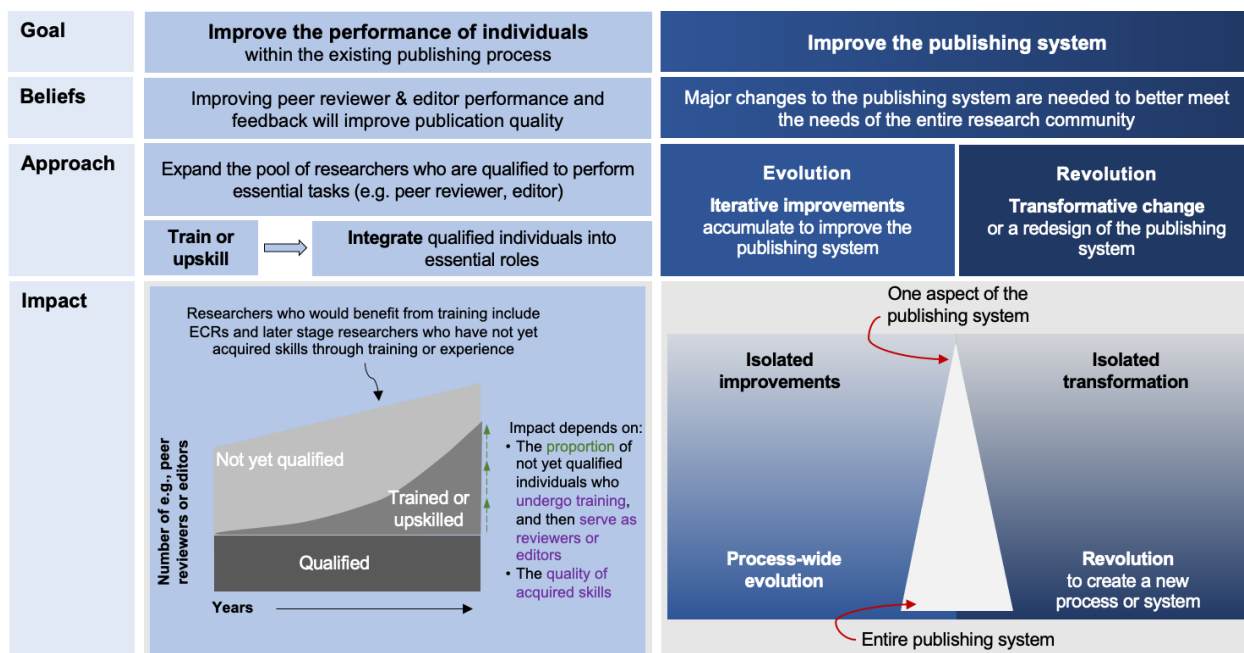 Goal
Improve the performance of individuals
within the existing publishing process
Improve the publishing system
Beliefs
Improving peer reviewer & editor performance and
feedback will improve publication quality
Major changes to the publishing system are needed to better meet
the needs of the entire research community
Approach
Expand the pool of researchers who are qualified to perform
essential tasks (e.g. peer reviewer, editor)
Train or
upskill
Integrate qualified individuals into
essential roles
Evolution
Iterative improvements
accumulate to improve the
publishing system
Revolution
Transformative change
or a redesign of the publishing
system
Impact
Researchers who would benefit from training include
ECRs and later stage researchers who have not yet
acquired skills through training or experience
Number of e.g., peer
reviewers or editors
Not yet qualified
Trained or
upskilled
Qualified
Years
Impact depends on:
• The proportion of
not yet qualified
individuals who
undergo training,
and then serve as
reviewers or
editors
• The quality of
acquired skills
One aspect of the
publishing system
Isolated
improvements
Isolated
transformation
Process-wide
evolution
Revolution
to create a new
process or system
Entire publishing system